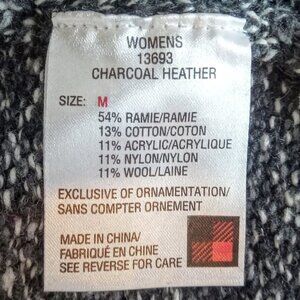 WOMENS
13693
CHARCOAL HEATHER
SIZE: M
54% RAMIE/RAMIE
13% COTTON/COTON
11% ACRYLIC/ACRYLIQUE
11% NYLON/NYLON
11% WOOL/LAINE
EXCLUSIVE OF ORNAMENTATION/
SANS COMPTER ORNEMENT
MADE IN CHINA/
FABRIQUÉ EN CHINE
SEE REVERSE FOR CARE